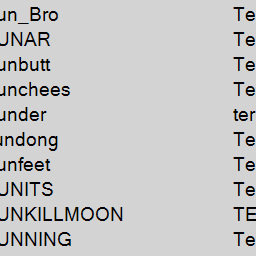 un_Bro Te
UNAR Te
unbutt Te
unchees Te
under ter
undong Te
unfeet Te
UNITS Te
UNKILLMOON TE
UNNING Te